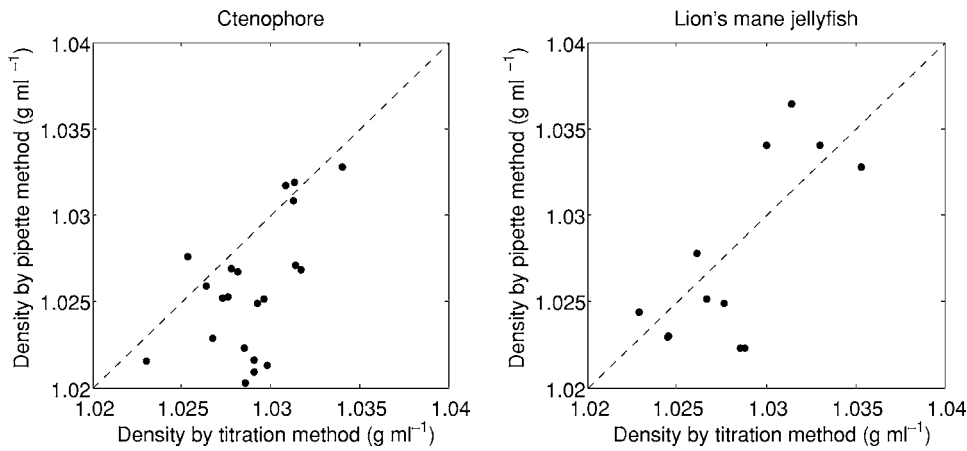 Ctenophore
Density by pipette method (g ml⁻¹)
1.04
1.035
1.03
1.025
1.02
1.02 1.025 1.03 1.035 1.04
Density by titration method (g ml⁻¹)
Lion's mane jellyfish
Density by pipette method (g ml⁻¹)
1.04
1.035
1.03
1.025
1.02
1.02 1.025 1.03 1.035 1.04
Density by titration method (g ml⁻¹)